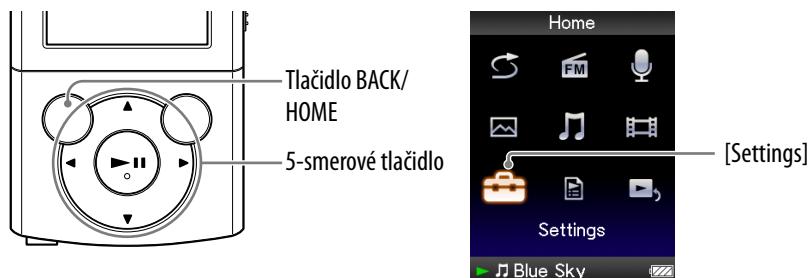 Tlačidlo BACK/
HOME
5-smerové tlačidlo
Home
FM
[Settings]
Settings
Blue Sky